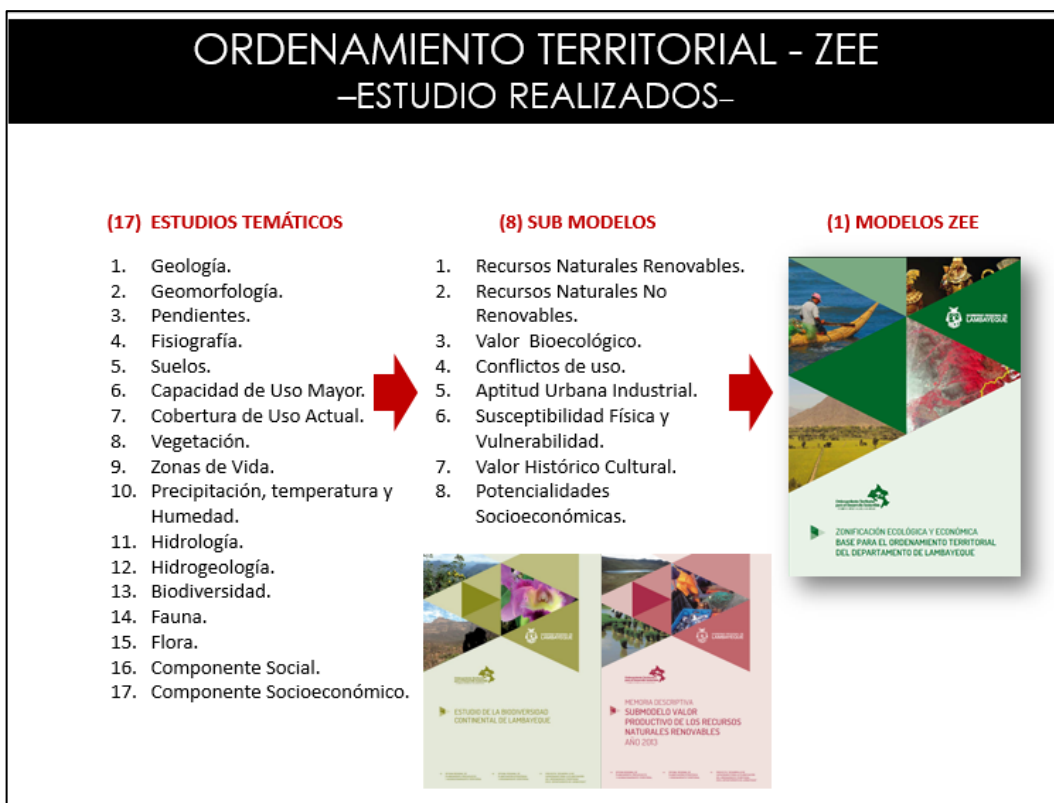 ORDENAMIENTO TERRITORIAL - ZEE
–ESTUDIO REALIZADOS–
(17) ESTUDIOS TEMÁTICOS
1. Geología.
2. Geomorfología.
3. Pendientes.
4. Fisiografía.
5. Suelos.
6. Capacidad de Uso Mayor.
7. Cobertura de Uso Actual.
8. Vegetación.
9. Zonas de Vida.
10. Precipitación, temperatura y
Humedad.
11. Hidrología.
12. Hidrogeología.
13. Biodiversidad.
14. Fauna.
15. Flora.
16. Componente Social.
17. Componente Socioeconómico.
(8) SUB MODELOS
1. Recursos Naturales Renovables.
2. Recursos Naturales No
Renovables.
3. Valor Bioecológico.
4. Conflictos de uso.
5. Aptitud Urbana Industrial.
6. Susceptibilidad Física y
Vulnerabilidad.
7. Valor Histórico Cultural.
8. Potencialidades
Socioeconómicas.
(1) MODELOS ZEE
LAMBAYEQUE
ZONIFICACIÓN ECOLÓGICA Y ECONÓMICA
BASE PARA EL ORDENAMIENTO TERRITORIAL
DEL DEPARTAMENTO DE LAMBAYEQUE
LAMBAYEQUE
ESTUDIO DE LA BIODIVERSIDAD
CONTINENTAL DE LAMBAYEQUE
LAMBAYEQUE
MEMORIA DESCRIPTIVA
SUBMODELO VALOR
PRODUCTIVO DE LOS RECURSOS
NATURALES RENOVABLES
AÑO 2013